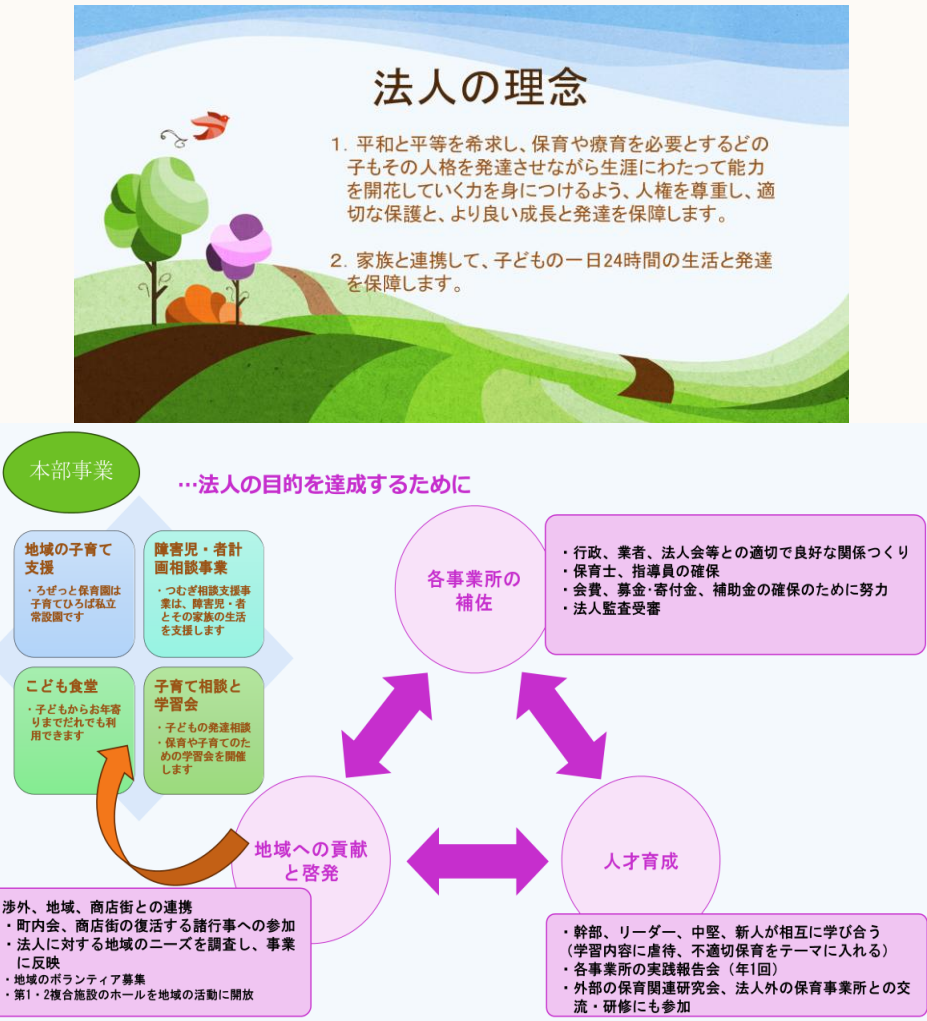 法人の理念
1．平和と平等を希求し、保育や療育を必要とするどの
子もその人格を発達させながら生涯にわたって能力
を開花していく力を身につけるよう、人権を尊重し、適
切な保護と、より良い成長と発達を保障します。
2．家族と連携して、子どもの一日24時間の生活と発達
を保障します。
本部事業
…法人の目的を達成するために
地域の子育て
支援
・ろぜっと保育園は
子育てひろば私立
常設園です
障害児・者計
画相談事業
・つむぎ相談支援事
業は、障害児・者
とその家族の生活
を支援します
こども食堂
・子どもからお年寄
りまでだれでも利
用できます
子育て相談と
学習会
・子どもの発達相談
・保育や子育てのた
めの学習会を開催
します
各事業所の
補佐
・行政、業者、法人会等との適切で良好な関係つくり
・保育士、指導員の確保
・会費、募金・寄付金、補助金の確保のために努力
・法人監査受審
地域への貢献
と啓発
渉外、地域、商店街との連携
・町内会、商店街の復活する諸行事への参加
・法人に対する地域のニーズを調査し、事業
に反映
・地域のボランティア募集
・第1・2複合施設のホールを地域の活動に開放
人才育成
・幹部、リーダー、中堅、新人が相互に学び合う
（学習内容に虐待、不適切保育をテーマに入れる）
・各事業所の実践報告会（年1回）
・外部の保育関連研究会、法人外の保育事業所との交
流・研修にも参加